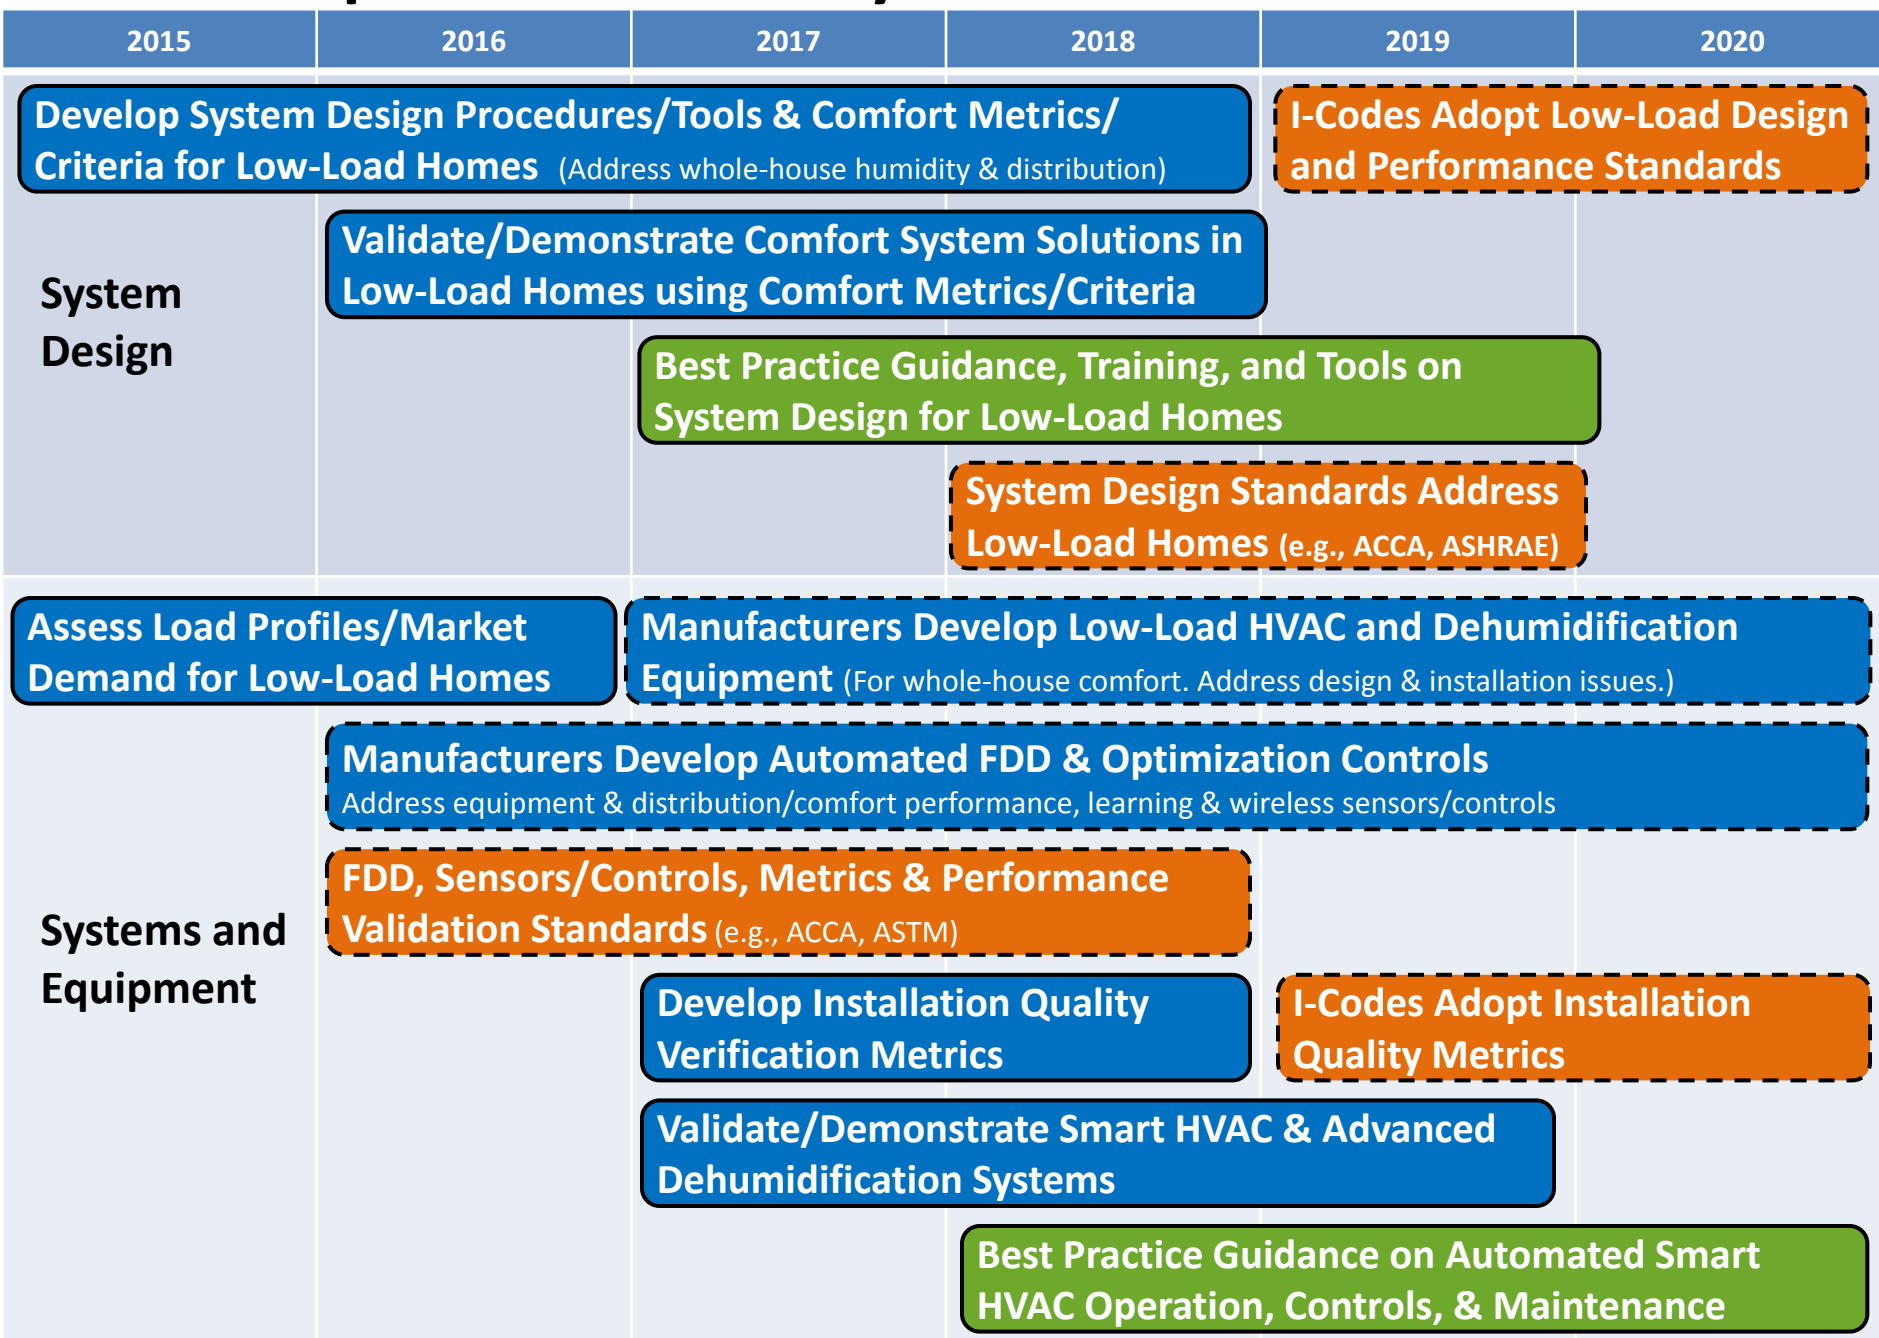 2015 2016 2017 2018 2019 2020
Develop System Design Procedures/Tools & Comfort Metrics/
Criteria for Low-Load Homes (Address whole-house humidity & distribution)
I-Codes Adopt Low-Load Design
and Performance Standards
Validate/Demonstrate Comfort System Solutions in
Low-Load Homes using Comfort Metrics/Criteria
System
Design
Best Practice Guidance, Training, and Tools on
System Design for Low-Load Homes
System Design Standards Address
Low-Load Homes (e.g., ACCA, ASHRAE)
Assess Load Profiles/Market
Demand for Low-Load Homes
Manufacturers Develop Low-Load HVAC and Dehumidification
Equipment (For whole-house comfort. Address design & installation issues.)
Manufacturers Develop Automated FDD & Optimization Controls
Address equipment & distribution/comfort performance, learning & wireless sensors/controls
FDD, Sensors/Controls, Metrics & Performance
Validation Standards (e.g., ACCA, ASTM)
Systems and
Equipment
Develop Installation Quality
Verification Metrics
I-Codes Adopt Installation
Quality Metrics
Validate/Demonstrate Smart HVAC & Advanced
Dehumidification Systems
Best Practice Guidance on Automated Smart
HVAC Operation, Controls, & Maintenance